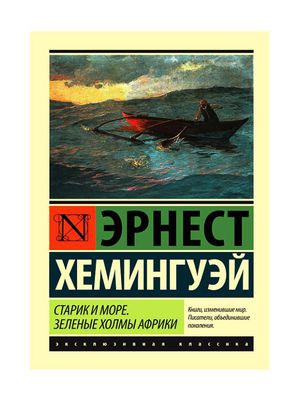 ЭРНЕСТ
ХЕМИНГУЭЙ
СТАРИК И МОРЕ.
ЗЕЛЕНЫЕ ХОЛМЫ АФРИКИ
Книги, изменившие мир.
Писатели, объединившие
поколения.
ЭКСКЛЮЗИВНАЯ КЛАССИКА